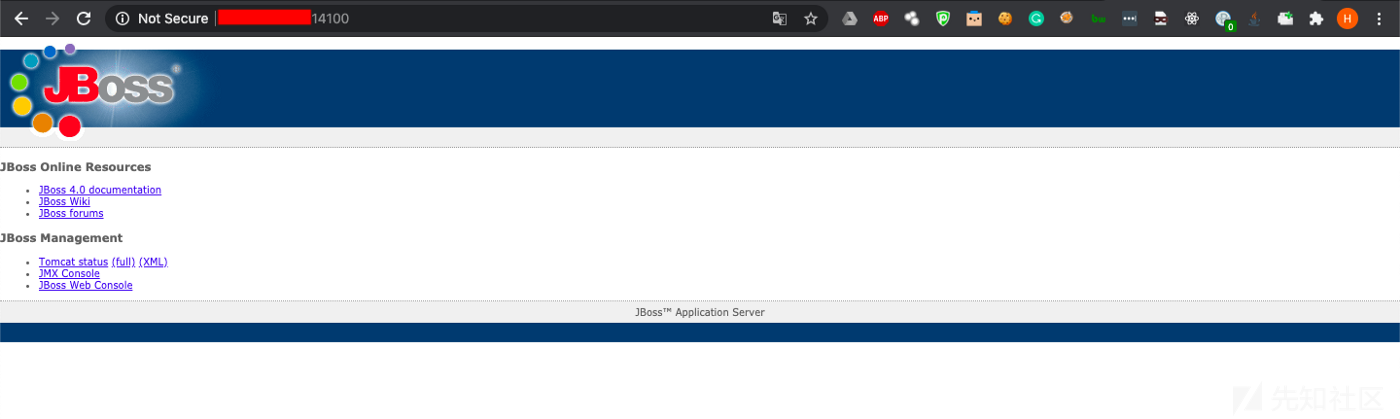 Not Secure | 14100
ABP
H
0
JBoss
JBoss Online Resources
JBoss 4.0 documentation
JBoss Wiki
JBoss forums
JBoss Management
Tomcat status (full) (XML)
JMX Console
JBoss Web Console
JBoss™ Application Server
先知社区